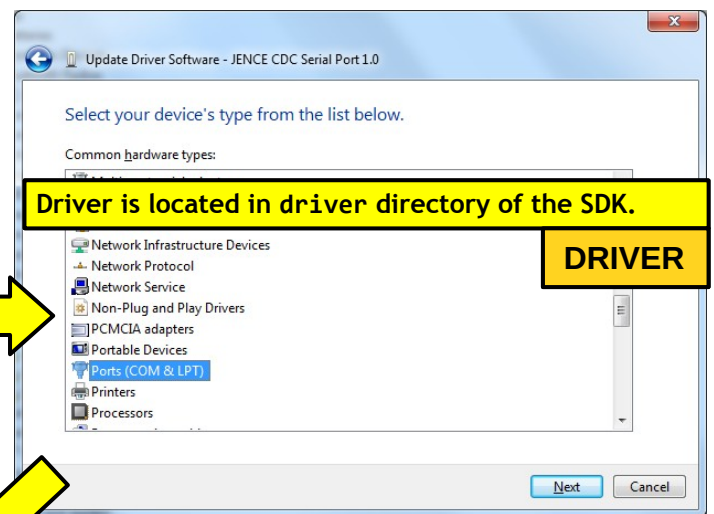 Update Driver Software - JENCE CDC Serial Port 1.0
Select your device's type from the list below.
Common hardware types:
Driver is located in driver directory of the SDK.
DRIVER
Network Infrastructure Devices
Network Protocol
Network Service
Non-Plug and Play Drivers
PCMCIA adapters
Portable Devices
Ports (COM & LPT)
Printers
Processors
Next
Cancel